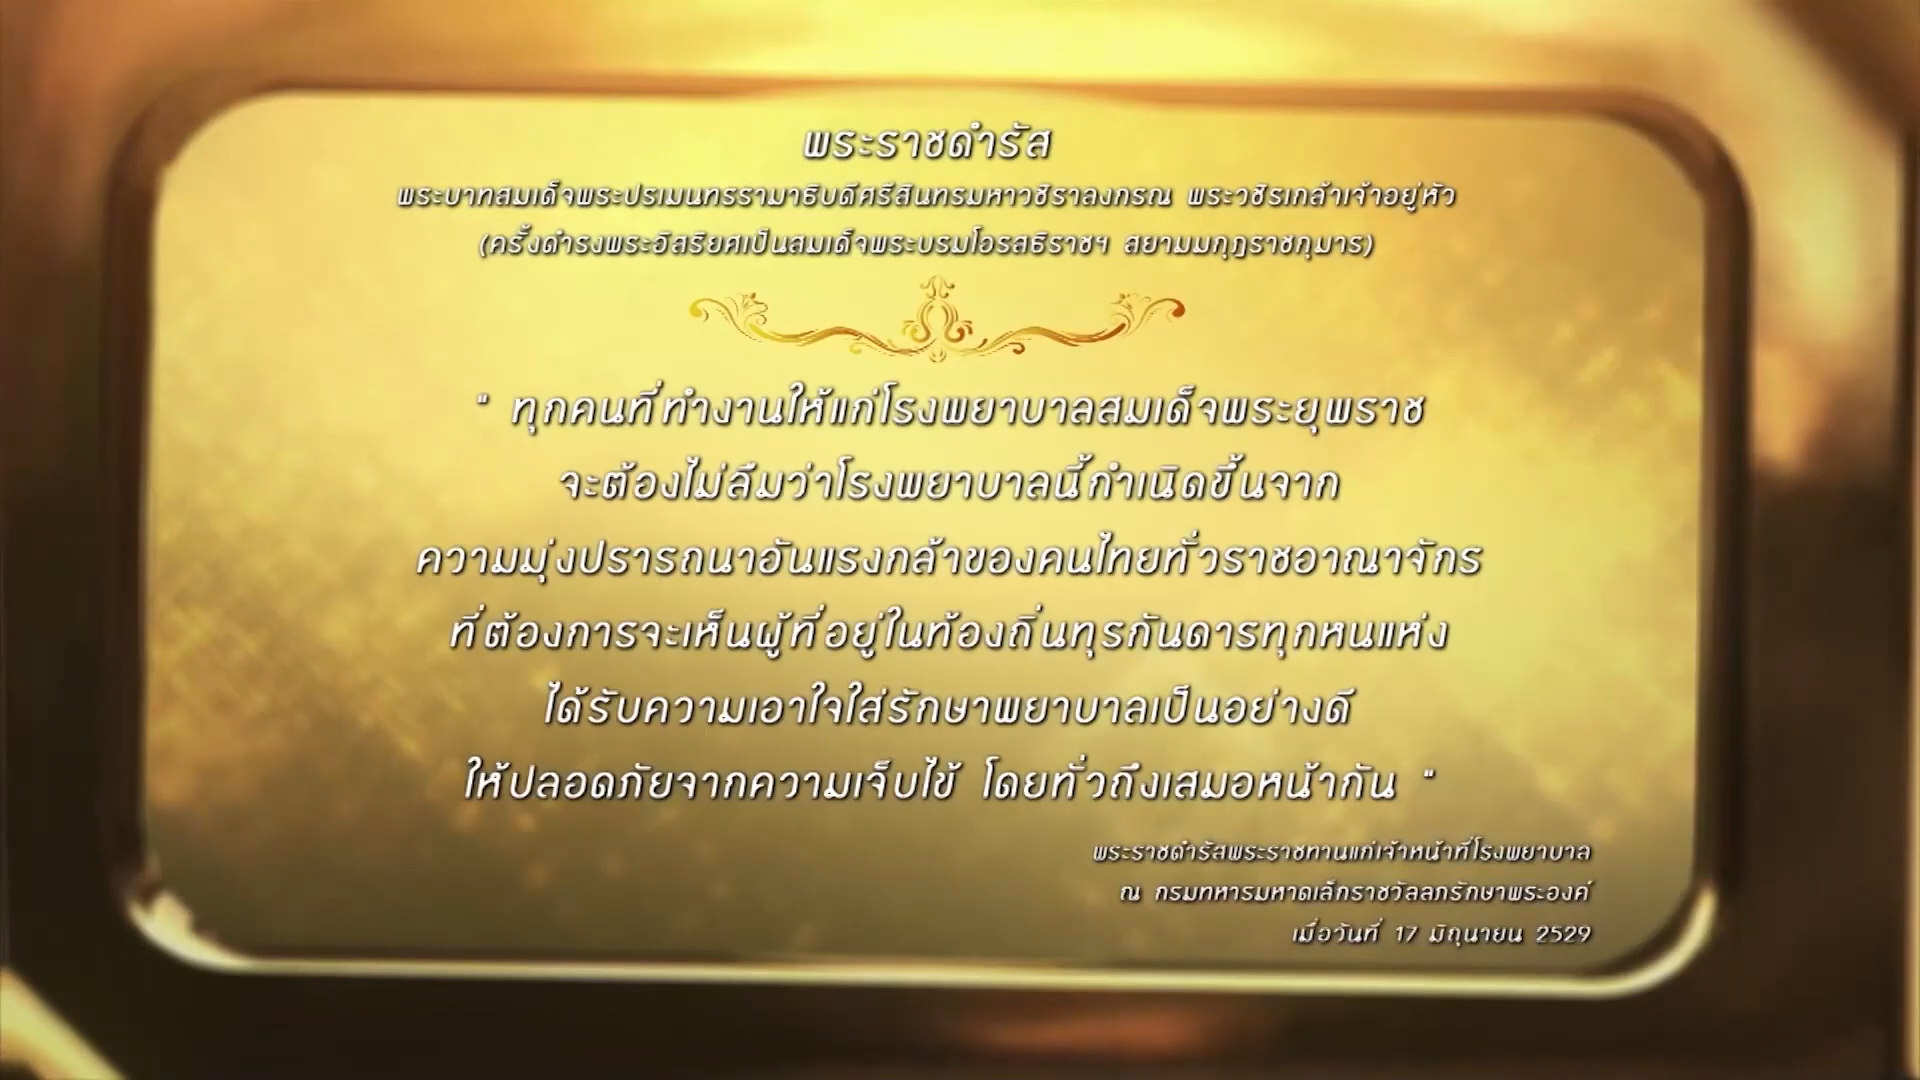 พระราชดำรัส
พระบาทสมเด็จพระปรเมนทรรามาธิบดีศรีสินทรมหาวชิราลงกรณ พระวชิรเกล้าเจ้าอยู่หัว
(ครั้งดำรงพระอิสริยศเป็นสมเด็จพระบรมโอรสธิราชฯ สยามมกุฎราชกุมาร)
" ทุกคนที่ทำงานให้แก่โรงพยาบาลสมเด็จพระยุพราช
จะต้องไม่ลืมว่าโรงพยาบาลนี้กำเนิดขึ้นจาก
ความมุ่งปรารถนาอันแรงกล้าของคนไทยทั่วราชอาณาจักร
ที่ต้องการจะเห็นผู้ที่อยู่ในท้องถิ่นทุรกันดารทุกหนแห่ง
ได้รับความเอาใจใส่รักษาพยาบาลเป็นอย่างดี
ให้ปลอดภัยจากความเจ็บไข้ โดยทั่วถึงเสมอหน้ากัน "
พระราชดำรัสพระราชทานแก่เจ้าหน้าที่โรงพยาบาล
ณ กรมทหารมหาดเล็กราชวัลลภรักษาพระองค์
เมื่อวันที่ 17 มิถุนายน 2529